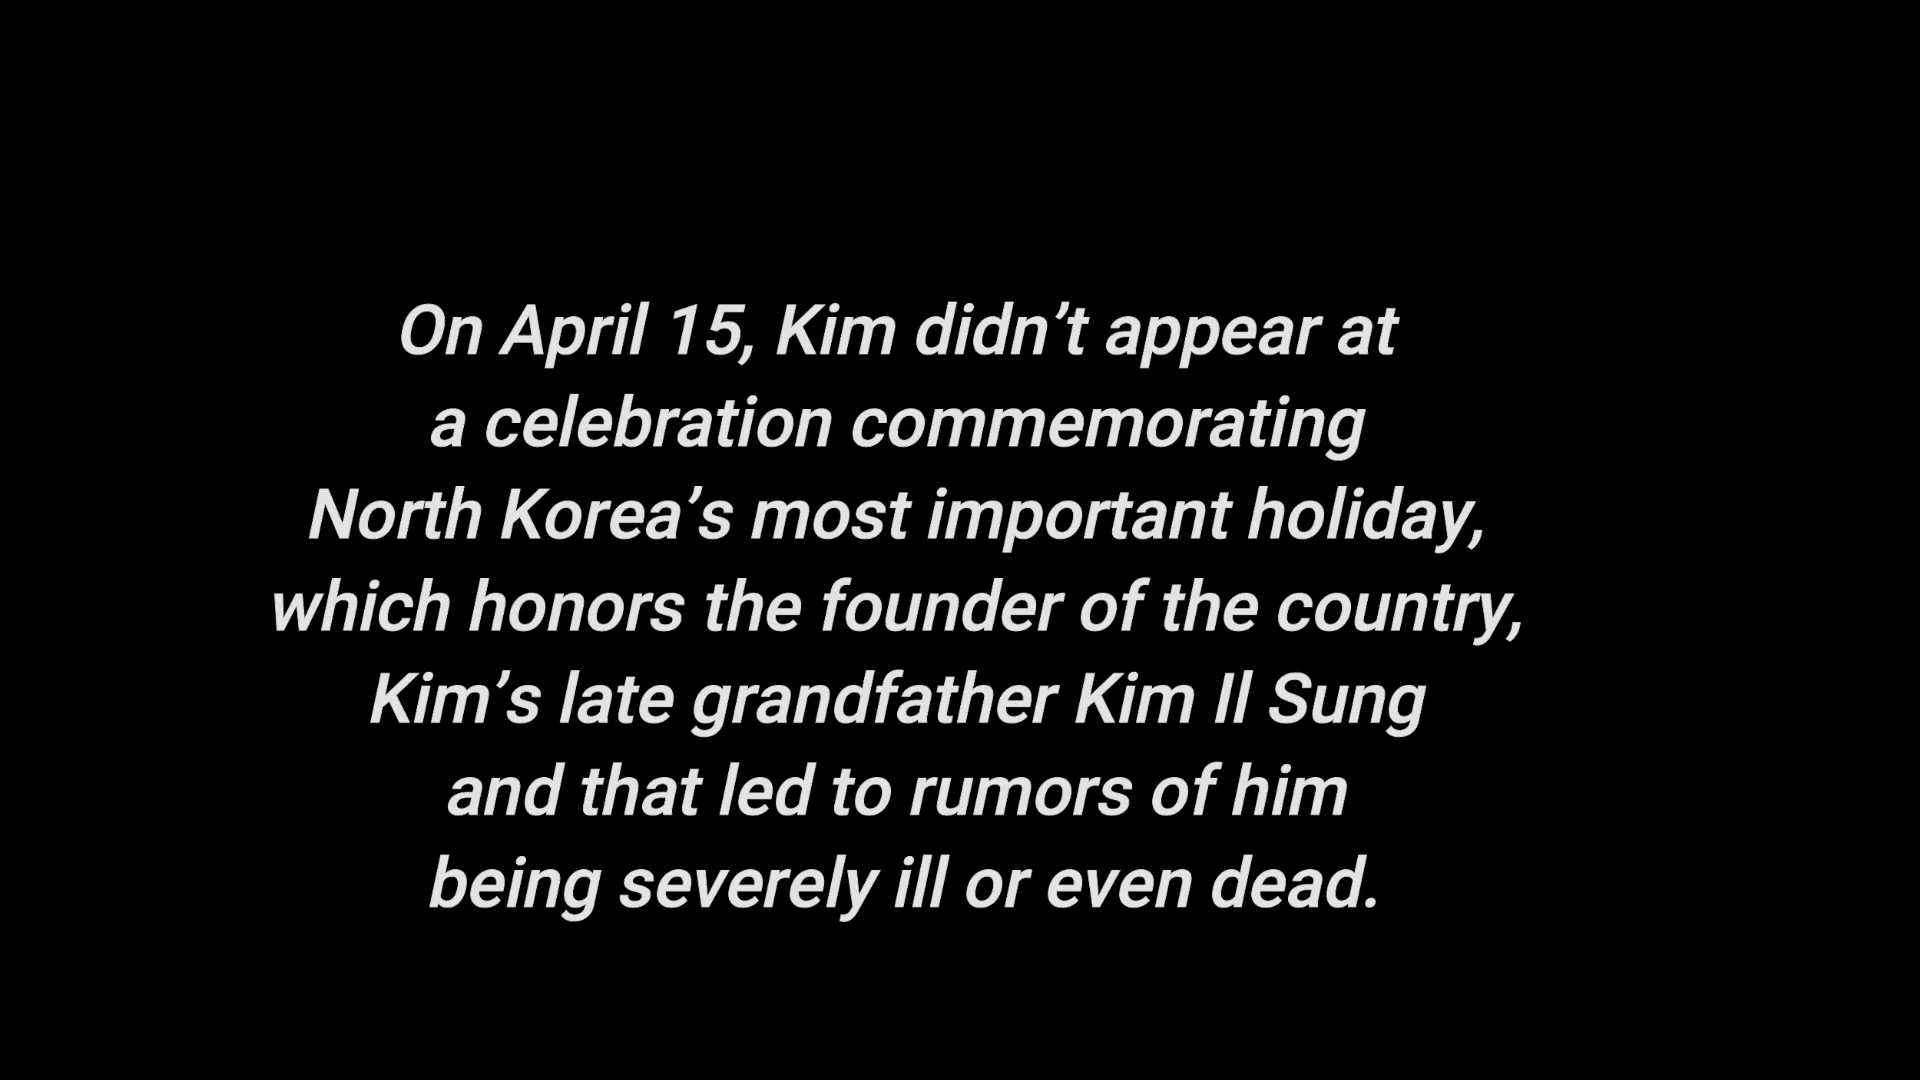 On April 15, Kim didn’t appear at
a celebration commemorating
North Korea’s most important holiday,
which honors the founder of the country,
Kim’s late grandfather Kim Il Sung
and that led to rumors of him
being severely ill or even dead.